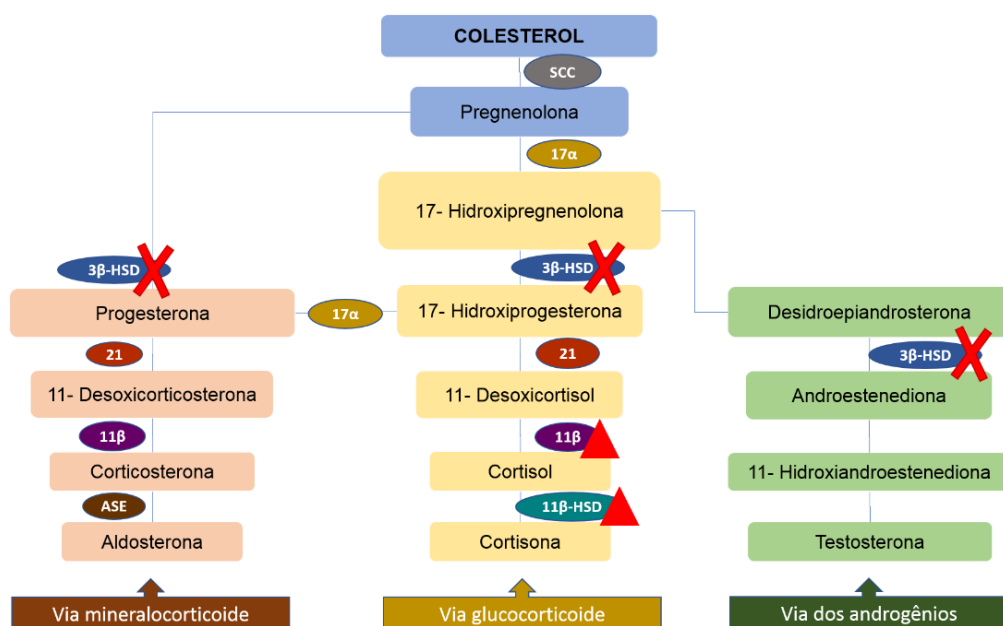 COLESTEROL
SCC
Pregnenolona
17α
17- Hidroxipregnenolona
3β-HSD
3β-HSD
Progesterona
17α
17- Hidroxiprogesterona
Desidroepiandrosterona
21
21
3β-HSD
11- Desoxicorticosterona
11- Desoxicortisol
Androestenediona
11β
11β
Corticosterona
Cortisol
11- Hidroxiandroestenediona
ASE
11β-HSD
Aldosterona
Cortisona
Testosterona
Via mineralocorticoide
Via glucocorticoide
Via dos androgênios